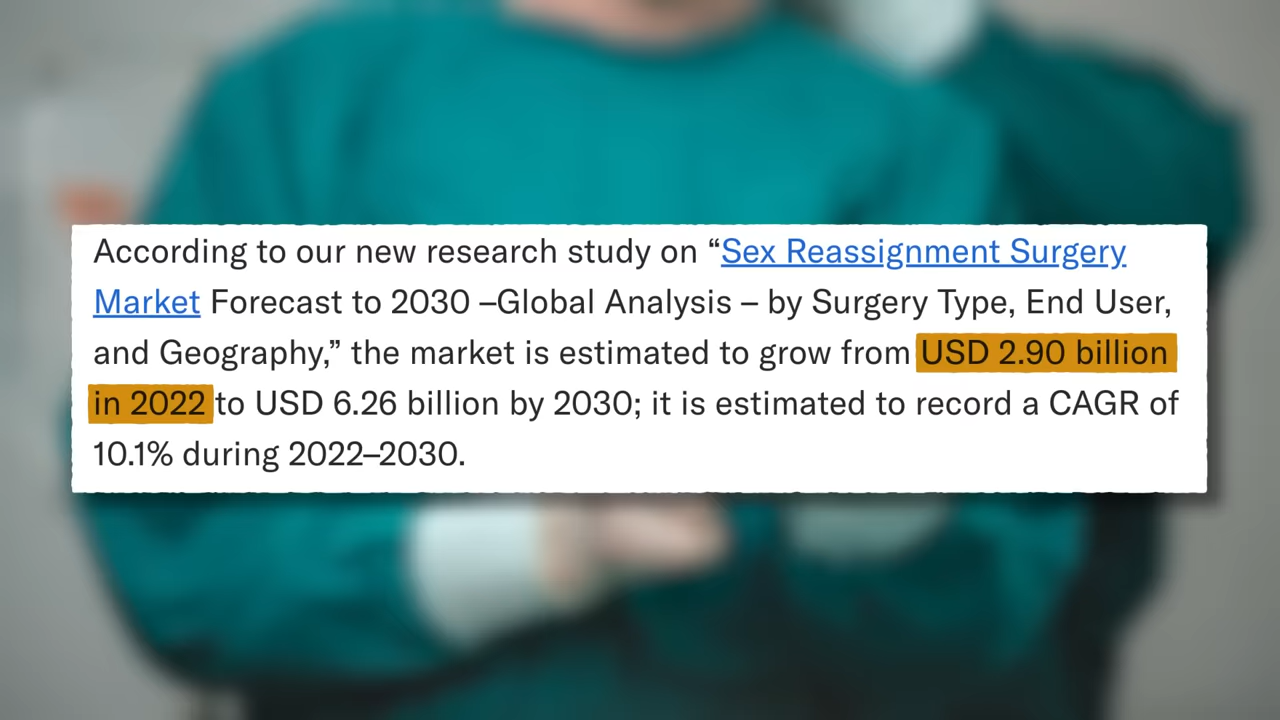 According to our new research study on “Sex Reassignment Surgery
Market Forecast to 2030 –Global Analysis – by Surgery Type, End User,
and Geography,” the market is estimated to grow from USD 2.90 billion
in 2022 to USD 6.26 billion by 2030; it is estimated to record a CAGR of
10.1% during 2022–2030.